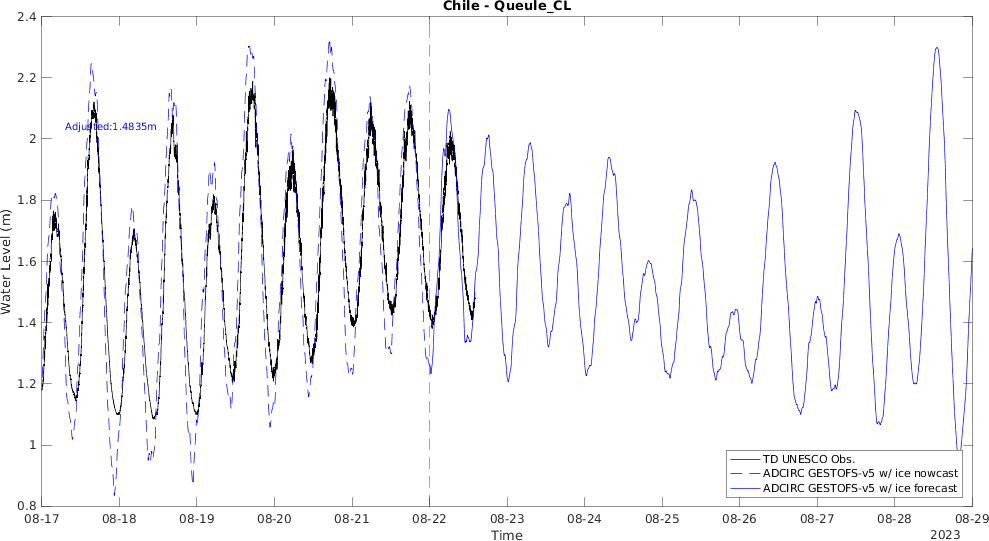 Chile - Queule_CL
2.4
2.2
2
1.8
1.6
1.4
1.2
1
0.8
Water Level (m)
Adjusted:1.4835m
TD UNESCO Obs.
ADCIRC GESTOFS-v5 w/ ice nowcast
ADCIRC GESTOFS-v5 w/ ice forecast
08-17 08-18 08-19 08-20 08-21 08-22 08-23 08-24 08-25 08-26 08-27 08-28 08-29
Time
2023